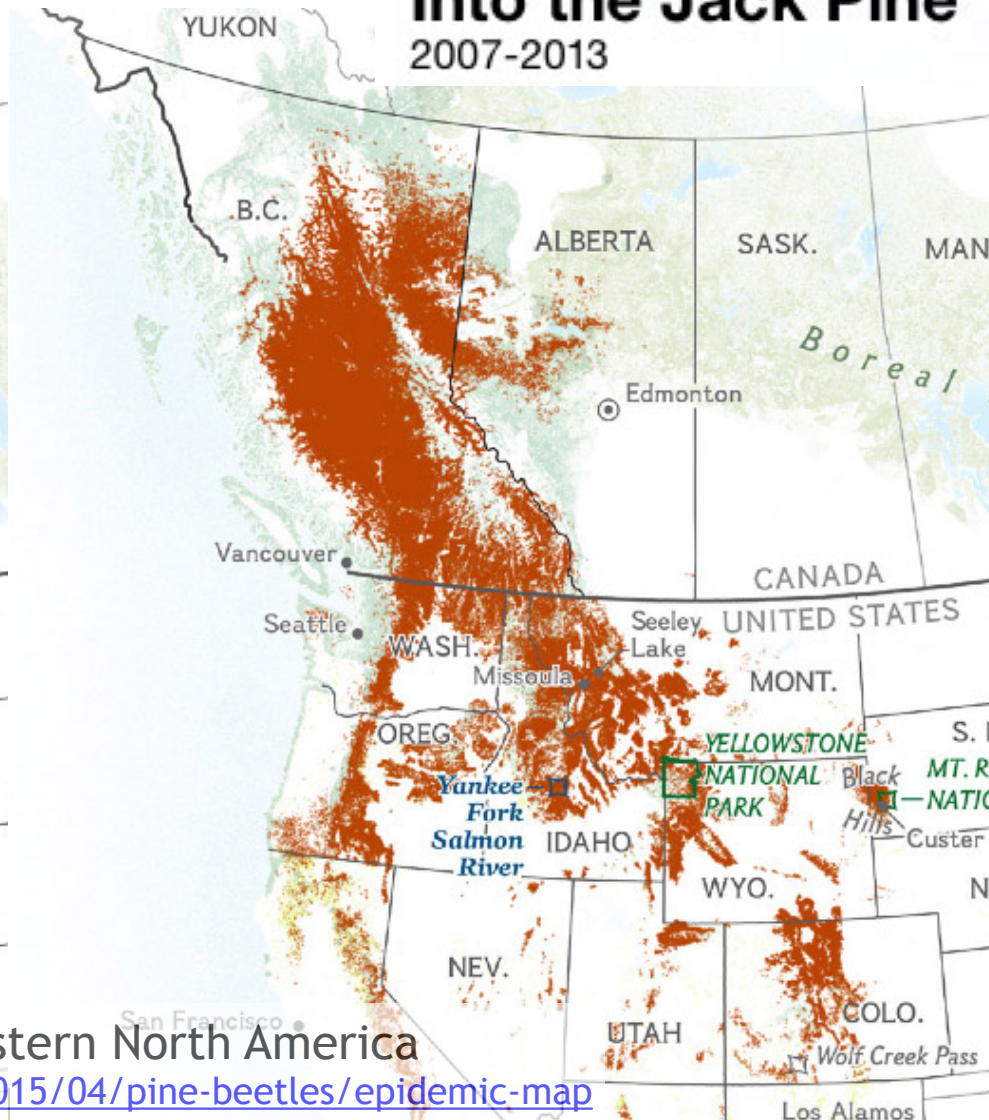 Into the Jack Pine
2007-2013
YUKON
B.C.
ALBERTA
SASK.
MAN
Boreal
Edmonton
Vancouver
CANADA
UNITED STATES
Seattle
Seeley
Lake
WASH.
Missoula
MONT.
OREG.
YELLOWSTONE
NATIONAL
PARK
S.
Black
Hills
MT. R
NATIO
Custer
Yankee
Fork
Salmon
River
IDAHO
WYO.
N
NEV.
San Francisco
UTAH
COLO.
Wolf Creek Pass
Los Alamos
stern North America
015/04/pine-beetles/epidemic-map